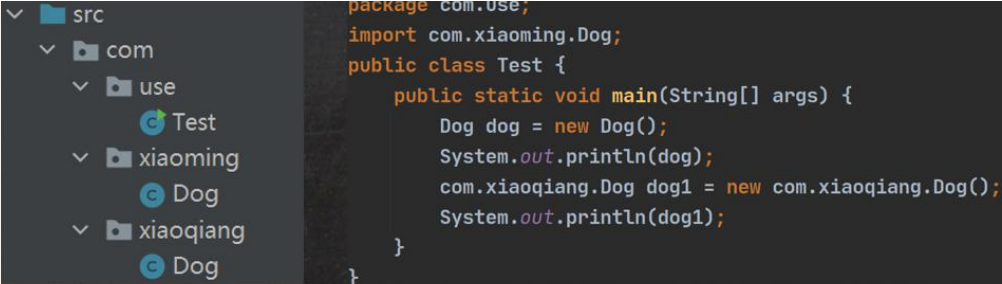 src
com
use
Test
xiaoming
Dog
xiaoqiang
Dog
package com.use;
import com.xiaoming.Dog;
public class Test {
public static void main(String[] args) {
Dog dog = new Dog();
System.out.println(dog);
com.xiaoqiang.Dog dog1 = new com.xiaoqiang.Dog();
System.out.println(dog1);
}
}